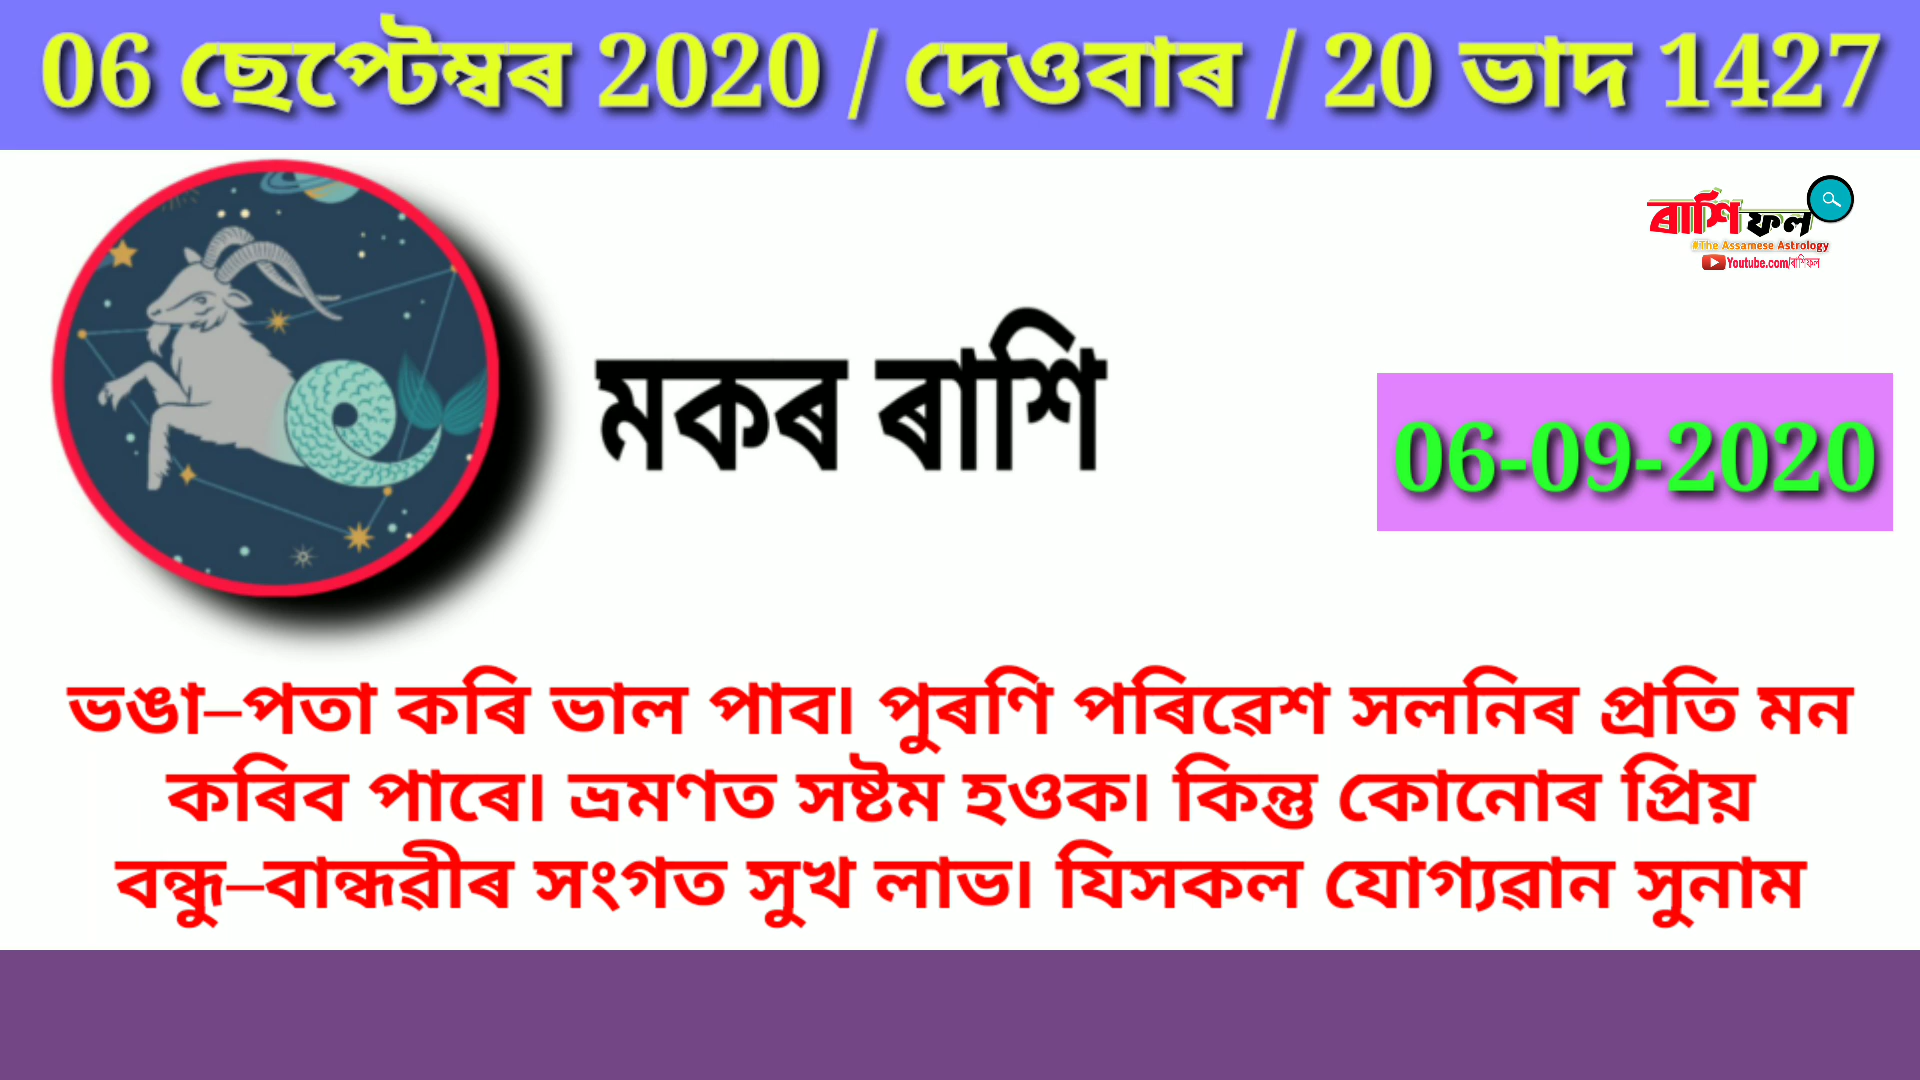 06 ছেপ্টেম্বৰ 2020 / দেওবাৰ / 20 ভাদ 1427
ৰাশি ফল
#The Assamese Astrology
Youtube.com/ৰাশিফল
মকৰ ৰাশি
06-09-2020
ভঙা–পতা কৰি ভাল পাব। পুৰণি পৰিৱেশ সলনিৰ প্ৰতি মন
কৰিব পাৰে। ভ্ৰমণত সষ্টম হওক। কিন্তু কোনোৰ প্ৰিয়
বন্ধু–বান্ধৱীৰ সংগত সুখ লাভ। যিসকল যোগ্যৱান সুনাম